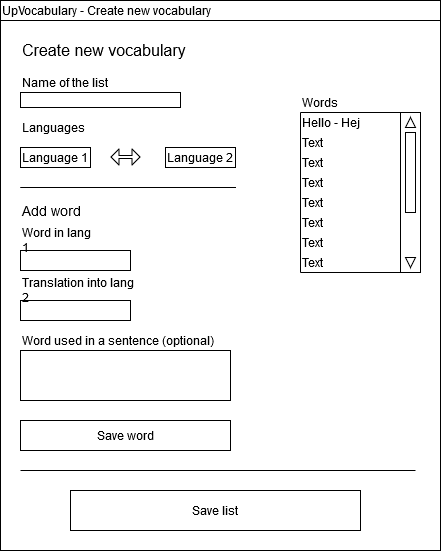 UpVocabulary - Create new vocabulary
Create new vocabulary
Name of the list
Languages
Language 1
Language 2
Add word
Word in lang
1
Translation into lang
2
Word used in a sentence (optional)
Save word
Words
Hello - Hej
Text
Text
Text
Text
Text
Text
Text
Save list